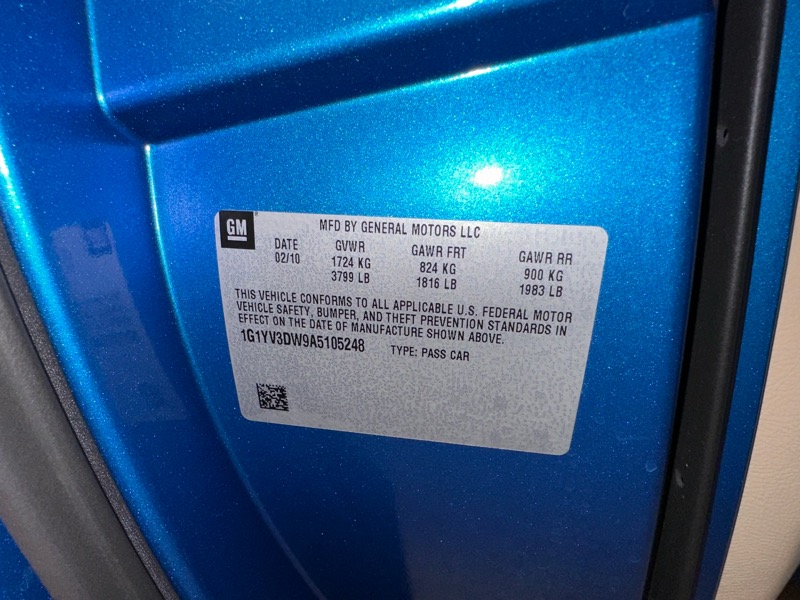 GM
MFD BY GENERAL MOTORS LLC
DATE GVWR GAWR FRT GAWR RR
02/10 1724 KG 824 KG 900 KG
3799 LB 1816 LB 1983 LB
THIS VEHICLE CONFORMS TO ALL APPLICABLE U.S. FEDERAL MOTOR
VEHICLE SAFETY, BUMPER, AND THEFT PREVENTION STANDARDS IN
EFFECT ON THE DATE OF MANUFACTURE SHOWN ABOVE.
1G1YV3DW9A5105248 TYPE: PASS CAR